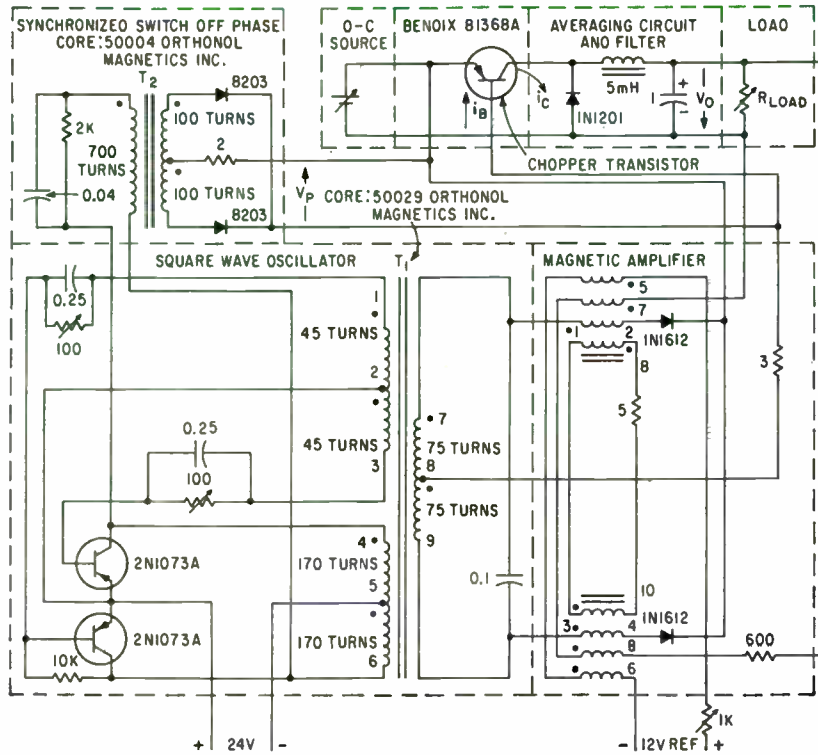 SYNCHRONIZED SWITCH OFF PHASE
CORE:50004 ORTHONOL
MAGNETICS INC.
T2
8203
2K
700
TURNS
0.04
100 TURNS
2
100 TURNS
8203
D-C
SOURCE
BENDIX 81368A
iB
iC
AVERAGING CIRCUIT
AND FILTER
5mH
1N1201
1
+
-
VO
LOAD
RLOAD
CHOPPER TRANSISTOR
VP
CORE:50029 ORTHONOL
MAGNETICS INC.
SQUARE WAVE OSCILLATOR
T1
0.25
100
1
45 TURNS
2
45 TURNS
3
0.25
100
2N1073A
2N1073A
10K
4
170 TURNS
5
170 TURNS
6
7
75 TURNS
8
75 TURNS
9
0.1
+ 24V -
MAGNETIC AMPLIFIER
5
7
1
2
1N1612
8
5
3
10
1N1612
3
4
8
6
600
1K
- 12V REF +